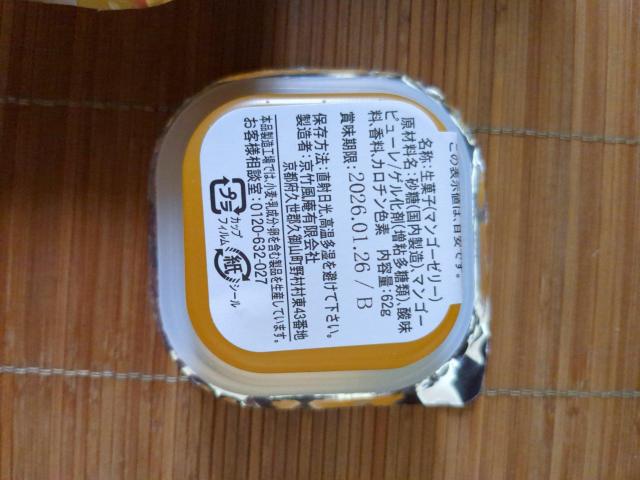 この表示値は、目安です。
名称:生菓子(マンゴーゼリー)
原材料名:砂糖(国内製造)、マンゴー
ピューレ/ゲル化剤(増粘多糖類)、酸味
料、香料、カロチン色素 内容量:62g
賞味期限:2026.01.26/B
保存方法:直射日光、高温多湿を避けて下さい。
製造者:京竹風庵有限会社
京都府久世郡久御山町野村村東43番地
本品製造工場では、小麦・乳成分・卵を含む製品を生産しています。
お客様相談室:0120-632-027
プラ カップ フィルム 紙 シール